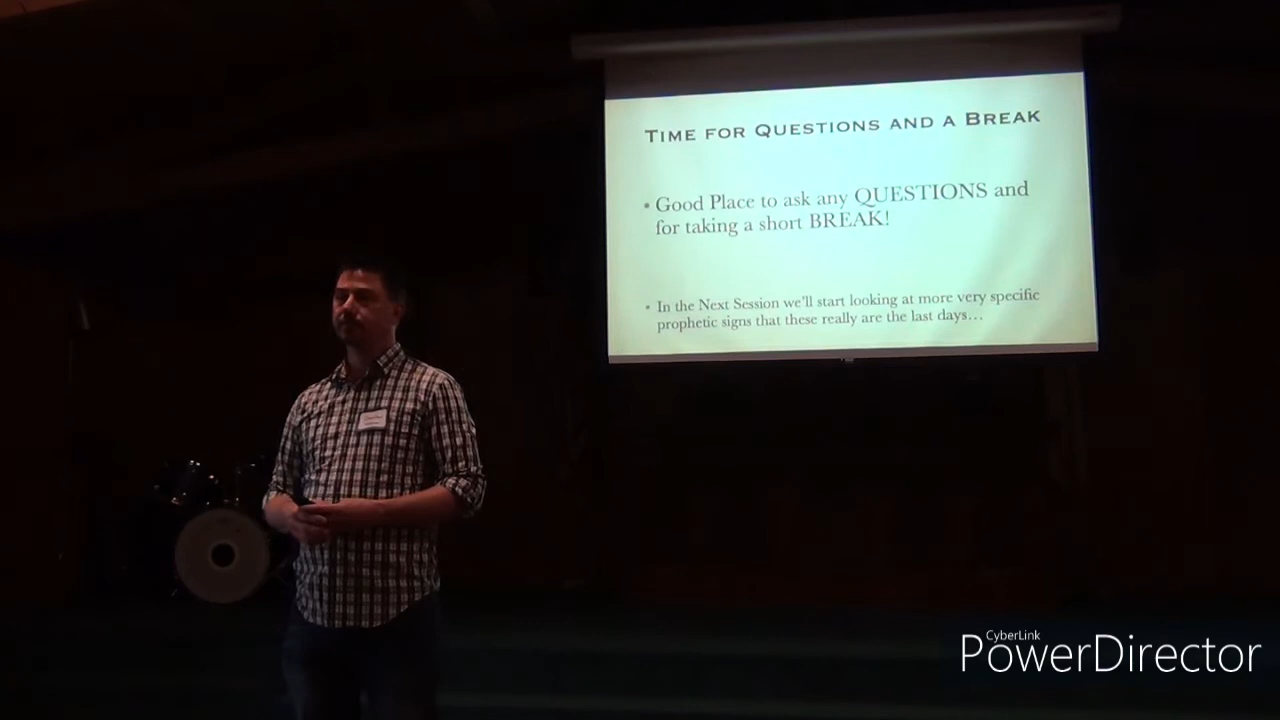 TIME FOR QUESTIONS AND A BREAK
• Good Place to ask any QUESTIONS and
for taking a short BREAK!
• In the Next Session we'll start looking at more very specific
prophetic signs that these really are the last days…
CyberLink
PowerDirector